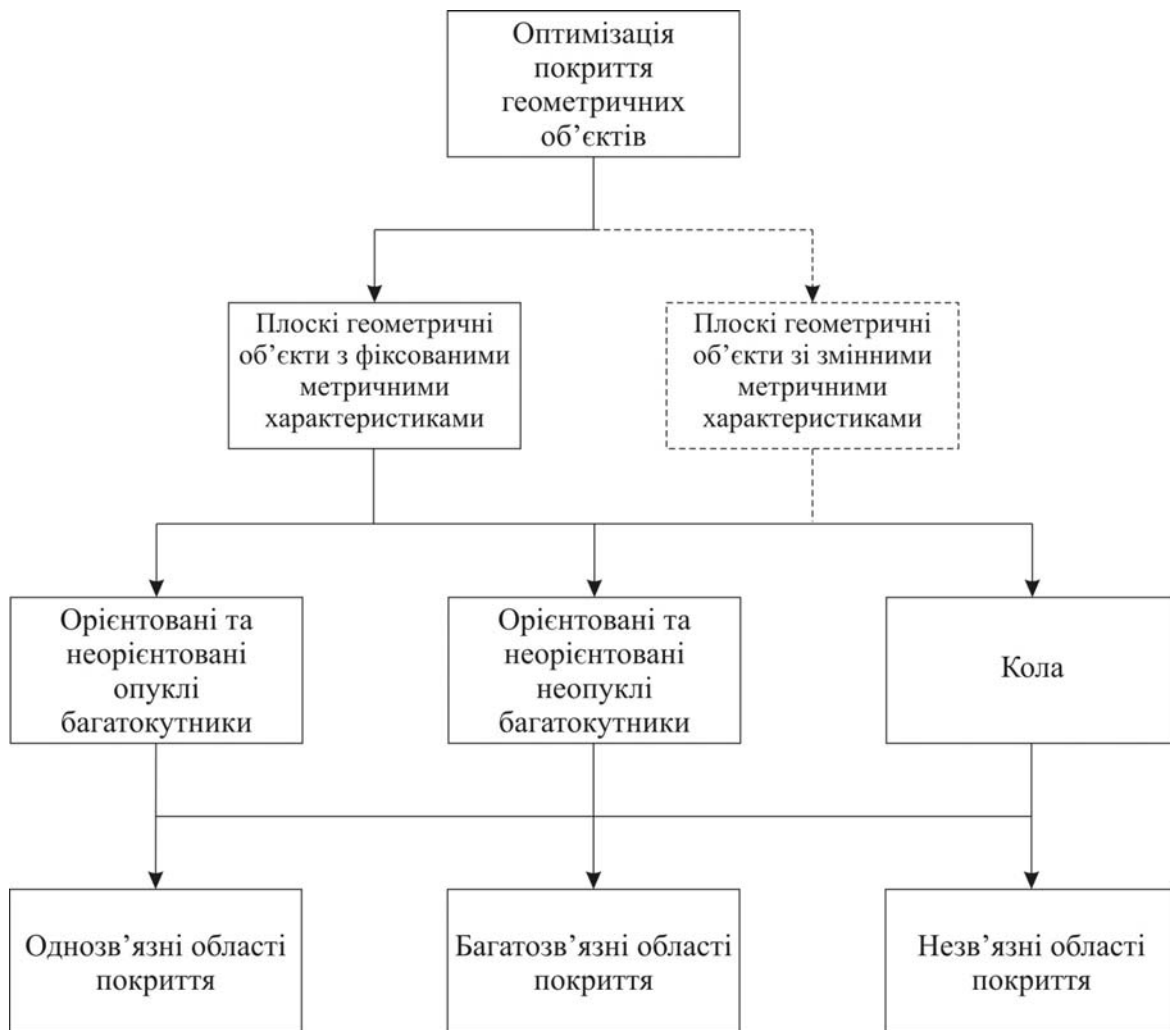 Оптимізація
покриття
геометричних
об’єктів
Плоскі геометричні
об’єкти з фіксованими
метричними
характеристиками
Плоскі геометричні
об’єкти зі змінними
метричними
характеристиками
Орієнтовані та
неорієнтовані
опуклі
багатокутники
Орієнтовані та
неорієнтовані
неопуклі
багатокутники
Кола
Однозв’язні області
покриття
Багатозв’язні області
покриття
Незв’язні області
покриття